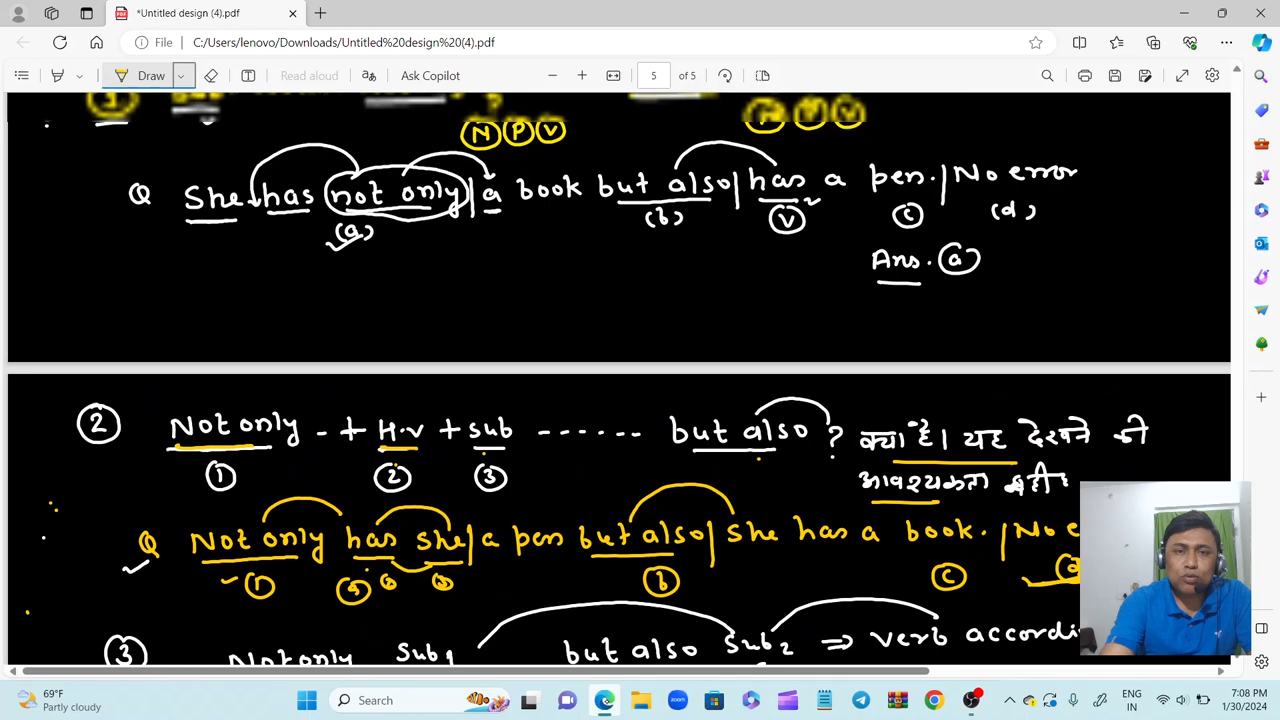 *Untitled design (4).pdf
File C:/Users/lenovo/Downloads/Untitled%20design%20(4).pdf
Draw Read aloud Ask Copilot 5 of 5
N P V
Q She has not only | a book but also | has a pen. | No error
(a) (b) V c (d)
Ans. a
2 Not only - + H.v + sub ------ but also ? क्या है। यह देखने की
1 2 3 आवश्यकता नहीं
Q Not only has she | a pen but also | she has a book. | No
1 a b c
3 Not only sub1 but also sub2 ⇒ verb accordi
69°F
Partly cloudy
Search
ENG
IN
7:08 PM
1/30/2024